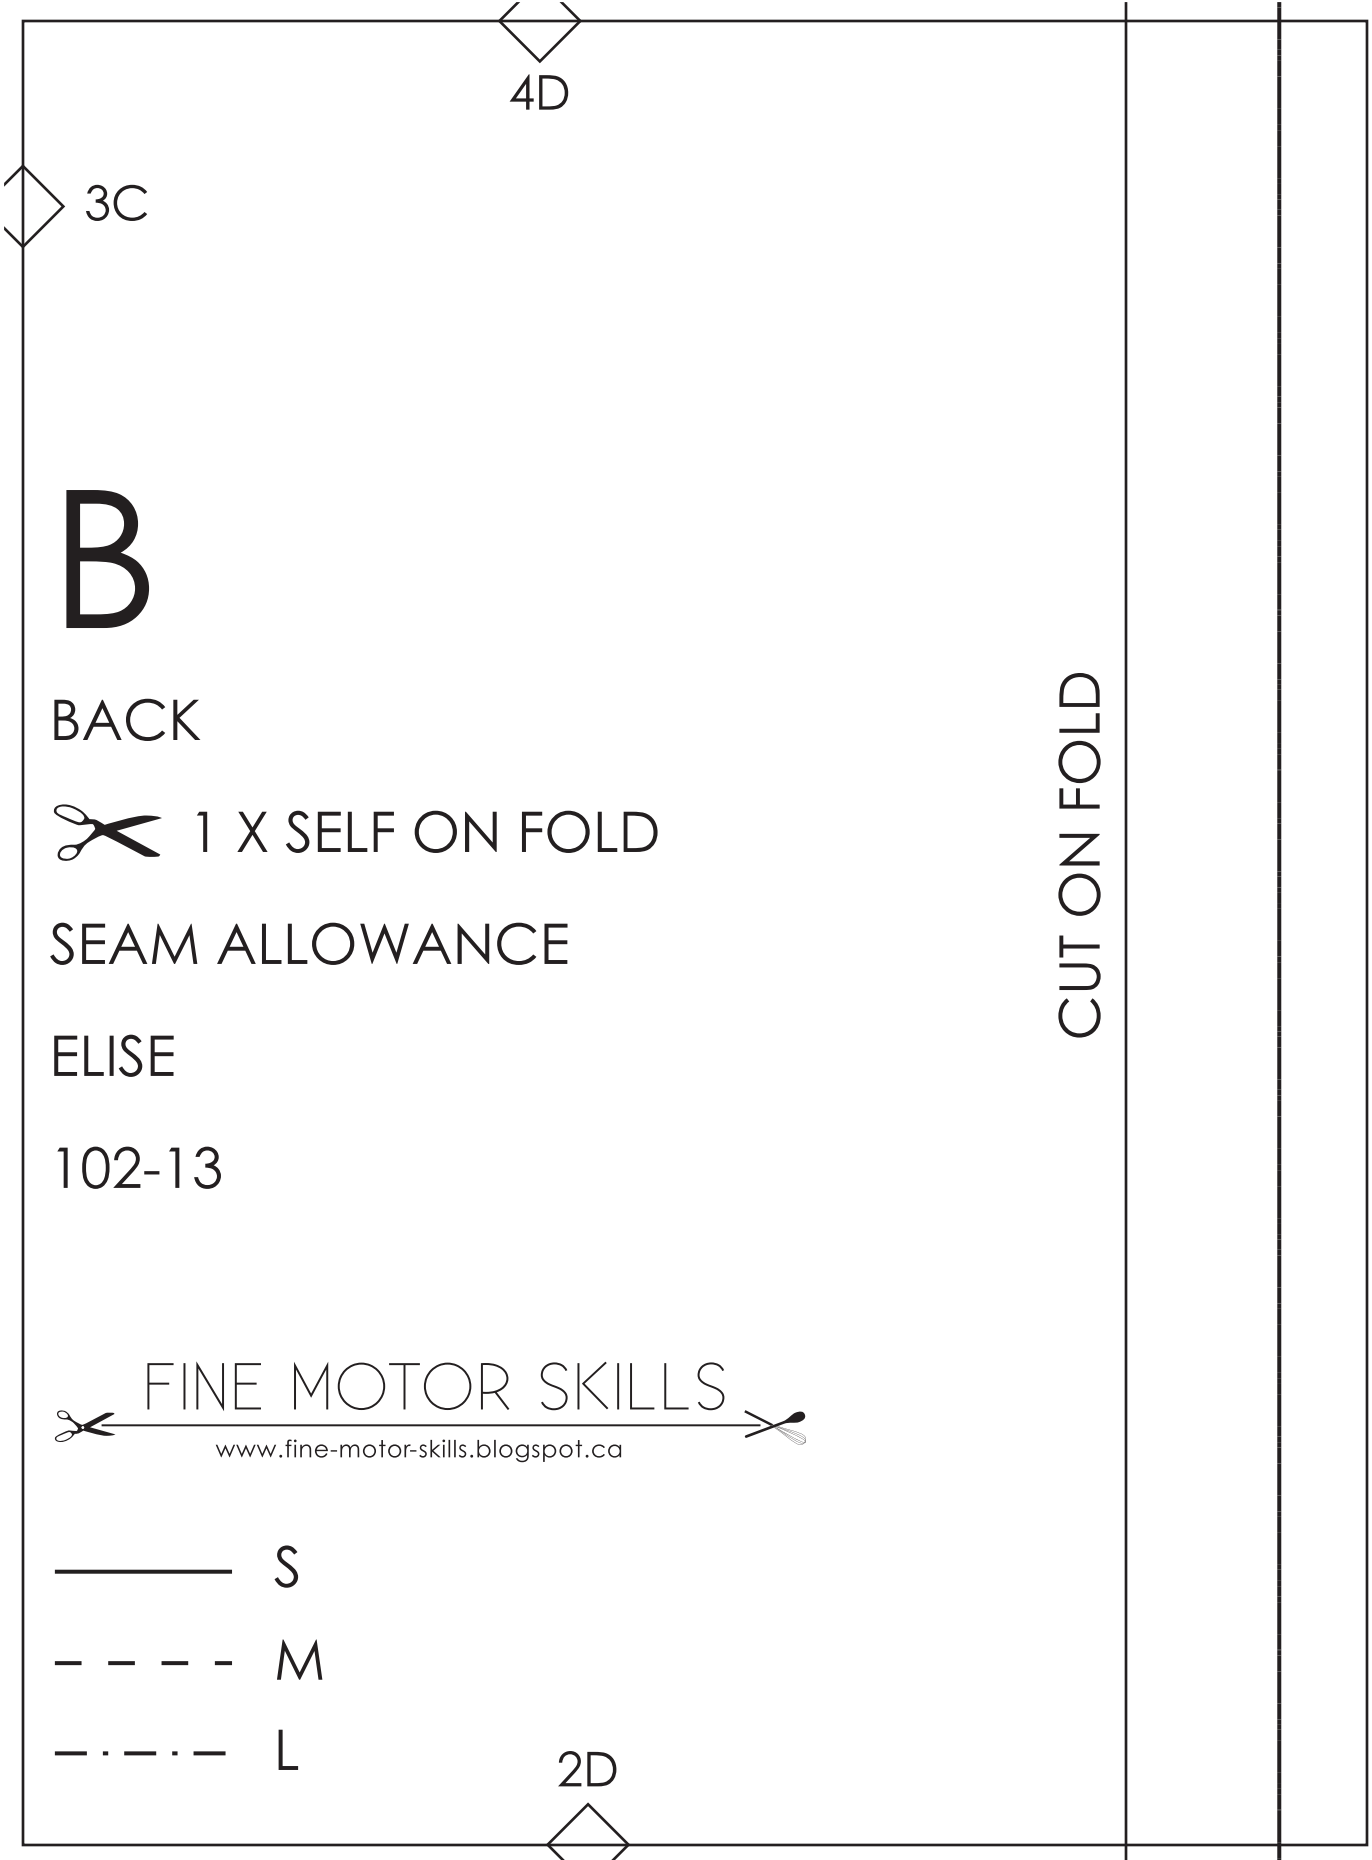 4D
3C
B
BACK
1 X SELF ON FOLD
SEAM ALLOWANCE
ELISE
102-13
CUT ON FOLD
FINE MOTOR SKILLS
www.fine-motor-skills.blogspot.ca
S
M
L
2D